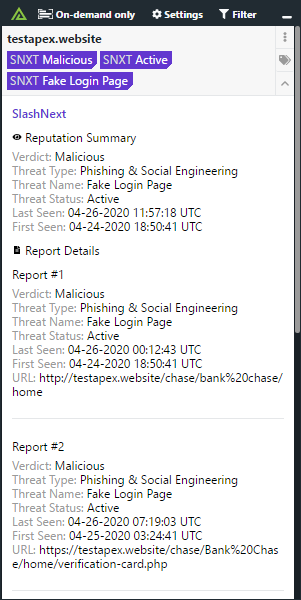 On-demand only Settings Filter
testapex.website
SNXT Malicious SNXT Active
SNXT Fake Login Page
SlashNext
Reputation Summary
Verdict: Malicious
Threat Type: Phishing & Social Engineering
Threat Name: Fake Login Page
Threat Status: Active
Last Seen: 04-26-2020 11:57:18 UTC
First Seen: 04-24-2020 18:50:41 UTC
Report Details
Report #1
Verdict: Malicious
Threat Type: Phishing & Social Engineering
Threat Name: Fake Login Page
Threat Status: Active
Last Seen: 04-26-2020 00:12:43 UTC
First Seen: 04-24-2020 18:50:41 UTC
URL: http://testapex.website/chase/bank%20chase/
home
Report #2
Verdict: Malicious
Threat Type: Phishing & Social Engineering
Threat Name: Fake Login Page
Threat Status: Active
Last Seen: 04-26-2020 07:19:03 UTC
First Seen: 04-25-2020 03:24:41 UTC
URL: https://testapex.website/chase/Bank%20Chas
e/home/verification-card.php